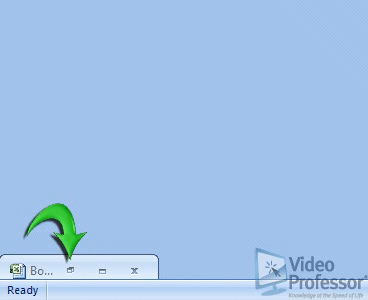 Bo...
Ready
Video
Professor®
Knowledge at the Speed of Life